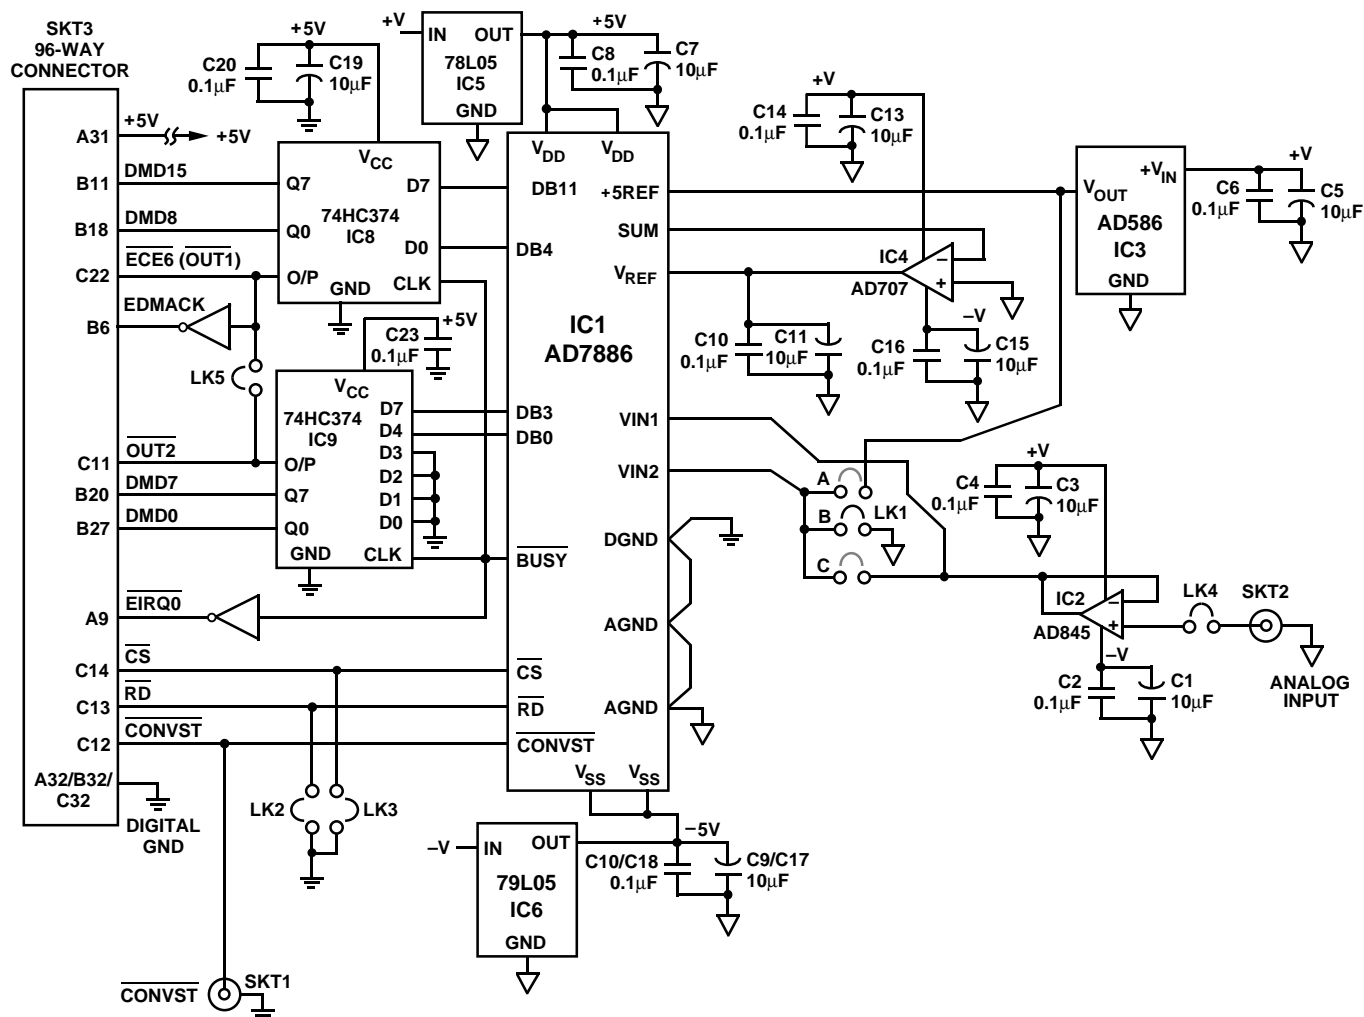 SKT3
96-WAY
CONNECTOR
A31
+5V
+5V
B11
DMD15
B18
DMD8
C22
ECE6 (OUT1)
B6
EDMACK
LK5
C11
OUT2
B20
DMD7
B27
DMD0
A9
EIRQ0
C14
CS
C13
RD
C12
CONVST
A32/B32/
C32
DIGITAL
GND
LK2
LK3
CONVST
SKT1
+5V
C20
0.1μF
C19
10μF
VCC
Q7
D7
74HC374
IC8
Q0
D0
O/P
CLK
GND
+5V
C23
0.1μF
VCC
74HC374
IC9
D7
D4
D3
O/P
D2
Q7
D1
Q0
D0
GND
CLK
+V
IN
OUT
78L05
IC5
GND
+5V
C8
0.1μF
C7
10μF
VDD
VDD
DB11
+5REF
SUM
DB4
VREF
IC1
AD7886
DB3
VIN1
DB0
VIN2
DGND
BUSY
AGND
CS
RD
AGND
CONVST
VSS
VSS
–V
IN
OUT
79L05
IC6
GND
–5V
C10/C18
0.1μF
C9/C17
10μF
+V
C14
0.1μF
C13
10μF
IC4
AD707
–
+
–V
C10
0.1μF
C11
10μF
C16
0.1μF
C15
10μF
VOUT
+VIN
AD586
IC3
GND
+V
C6
0.1μF
C5
10μF
A
B
LK1
C
+V
C4
0.1μF
C3
10μF
IC2
AD845
–
+
–V
C2
0.1μF
C1
10μF
LK4
SKT2
ANALOG
INPUT